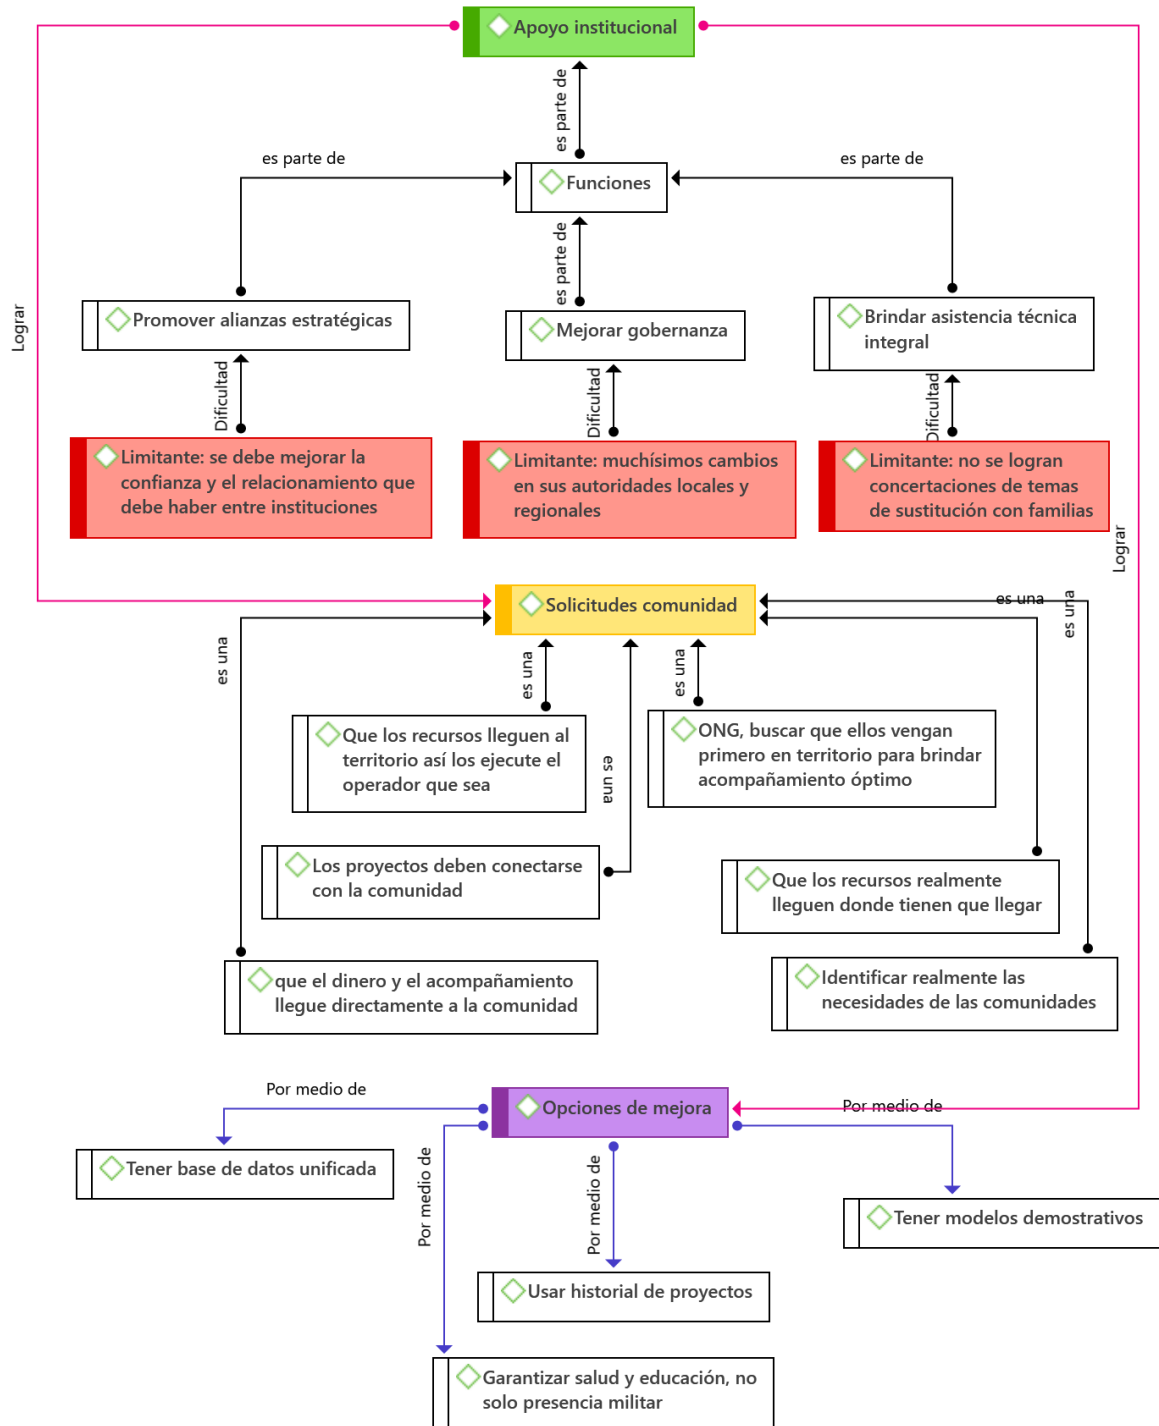 Apoyo institucional
es parte de
es parte de
es parte de
Funciones
es parte de
Promover alianzas estratégicas
Mejorar gobernanza
Brindar asistencia técnica
integral
Lograr
Dificultad
Dificultad
Dificultad
Limitante: se debe mejorar la
confianza y el relacionamiento que
debe haber entre instituciones
Limitante: muchísimos cambios
en sus autoridades locales y
regionales
Limitante: no se logran
concertaciones de temas
de sustitución con familias
Lograr
Solicitudes comunidad
es una
es una
es una
es una
es una
es una
Que los recursos lleguen al
territorio así los ejecute el
operador que sea
ONG, buscar que ellos vengan
primero en territorio para brindar
acompañamiento óptimo
Los proyectos deben conectarse
con la comunidad
Que los recursos realmente
lleguen donde tienen que llegar
que el dinero y el acompañamiento
llegue directamente a la comunidad
Identificar realmente las
necesidades de las comunidades
Por medio de
Opciones de mejora
Por medio de
Tener base de datos unificada
Por medio de
Por medio de
Tener modelos demostrativos
Usar historial de proyectos
Garantizar salud y educación, no
solo presencia militar